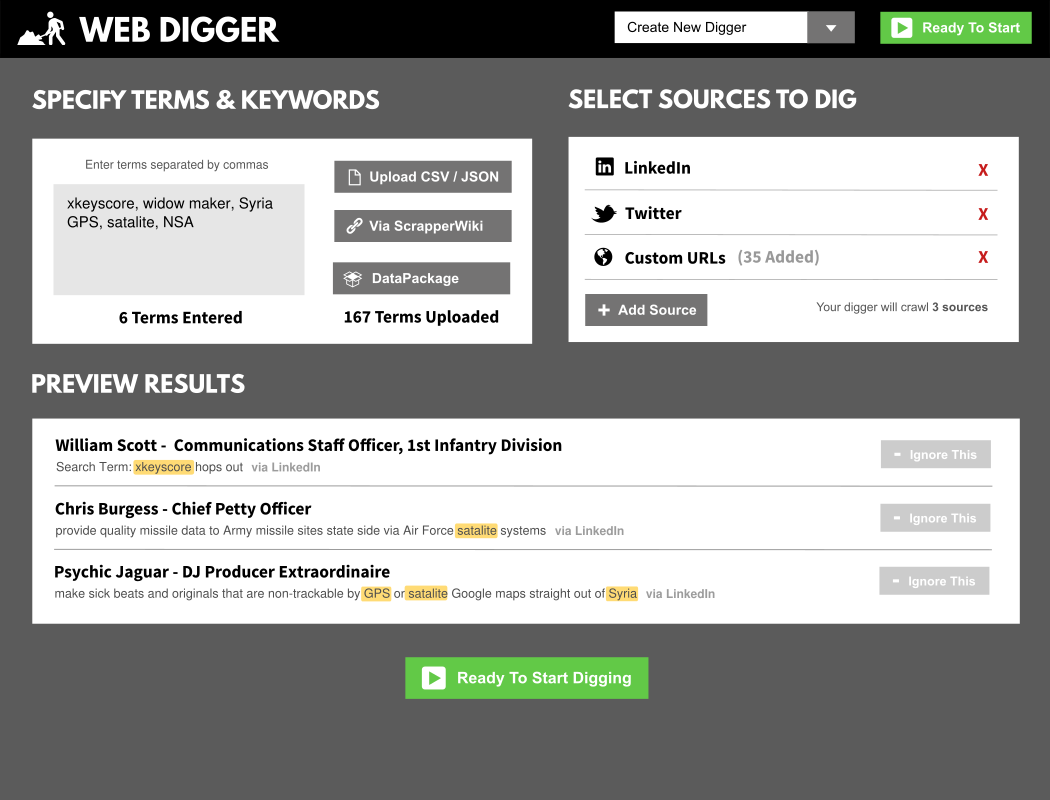 WEB DIGGER
Create New Digger
Ready To Start
SPECIFY TERMS & KEYWORDS
Enter terms separated by commas
xkeyscore, widow maker, Syria
GPS, satalite, NSA
6 Terms Entered
Upload CSV / JSON
Via ScrapperWiki
DataPackage
167 Terms Uploaded
SELECT SOURCES TO DIG
LinkedIn X
Twitter X
Custom URLs (35 Added) X
+ Add Source
Your digger will crawl 3 sources
PREVIEW RESULTS
William Scott - Communications Staff Officer, 1st Infantry Division
Search Term: xkeyscore hops out via LinkedIn
- Ignore This
Chris Burgess - Chief Petty Officer
provide quality missile data to Army missile sites state side via Air Force satalite systems via LinkedIn
- Ignore This
Psychic Jaguar - DJ Producer Extraordinaire
make sick beats and originals that are non-trackable by GPS or satalite Google maps straight out of Syria via LinkedIn
- Ignore This
Ready To Start Digging